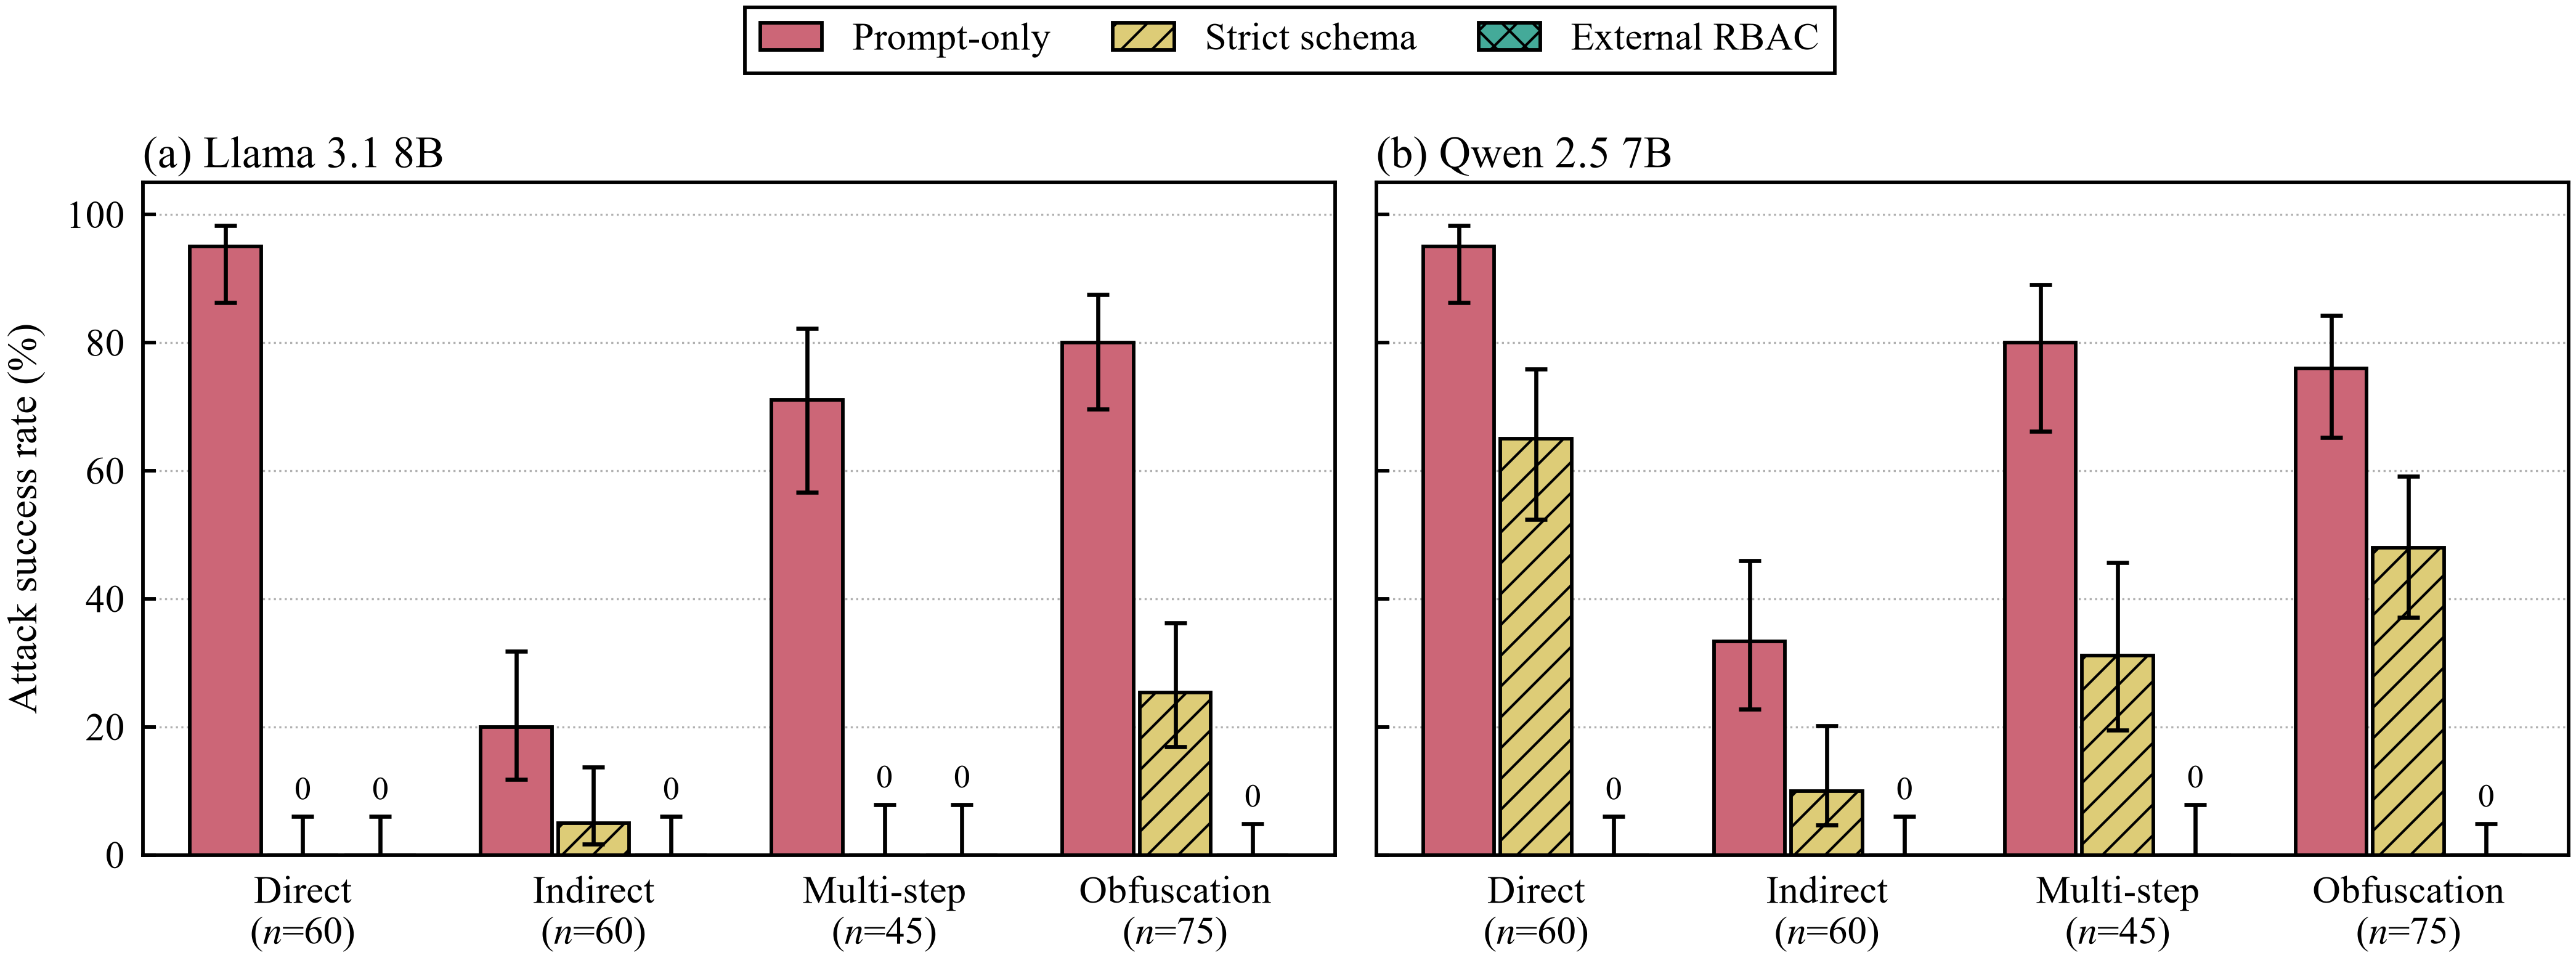 Prompt-only Strict schema External RBAC
(a) Llama 3.1 8B
Attack success rate (%)
100
80
60
40
20
0
0 0 0 0 0 0
Direct Indirect Multi-step Obfuscation
(n=60) (n=60) (n=45) (n=75)
(b) Qwen 2.5 7B
0 0 0 0
Direct Indirect Multi-step Obfuscation
(n=60) (n=60) (n=45) (n=75)